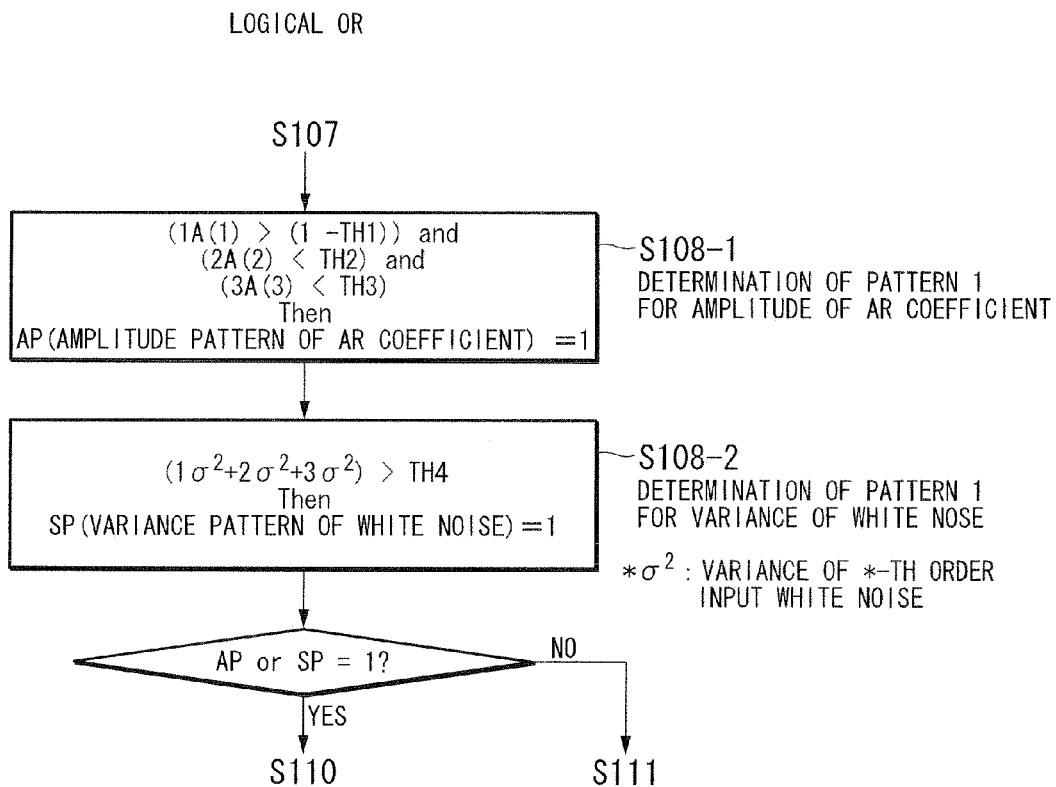 LOGICAL OR
S107
(1A(1) > (1 -TH1)) and
(2A(2) < TH2) and
(3A(3) < TH3)
Then
AP(AMPLITUDE PATTERN OF AR COEFFICIENT) =1
S108-1
DETERMINATION OF PATTERN 1
FOR AMPLITUDE OF AR COEFFICIENT
(1σ²+2σ²+3σ²) > TH4
Then
SP(VARIANCE PATTERN OF WHITE NOISE)=1
S108-2
DETERMINATION OF PATTERN 1
FOR VARIANCE OF WHITE NOSE
*σ²: VARIANCE OF *-TH ORDER
INPUT WHITE NOISE
AP or SP = 1?
NO
YES
S110
S111